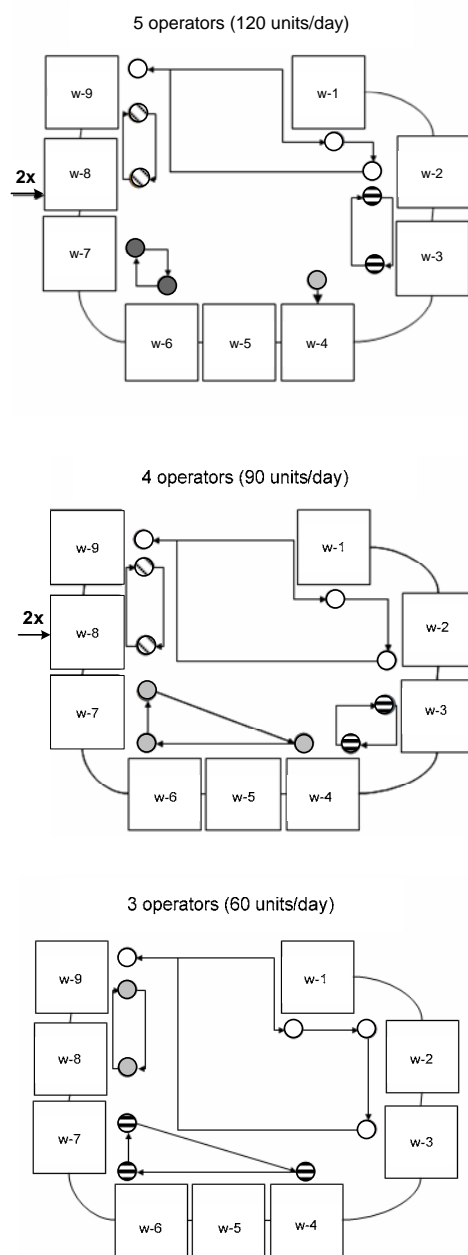 5 operators (120 units/day)
w-9
w-1
w-8
w-2
2x
w-7
w-3
w-6
w-5
w-4
4 operators (90 units/day)
w-9
w-1
2x
w-8
w-2
w-7
w-3
w-6
w-5
w-4
3 operators (60 units/day)
w-9
w-1
w-8
w-2
w-7
w-3
w-6
w-5
w-4